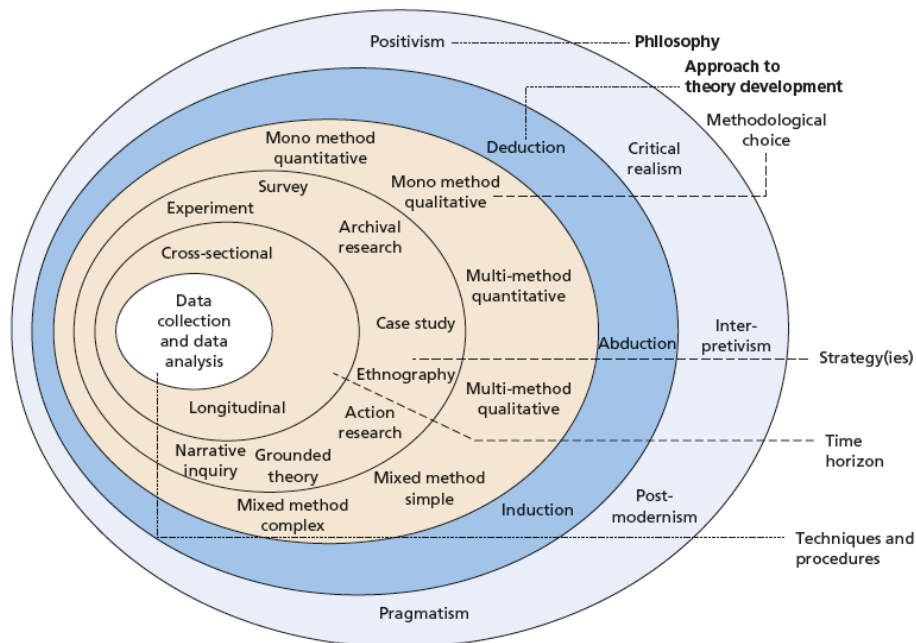 Positivism
Philosophy
Approach to
theory development
Methodological
choice
Mono method
quantitative
Deduction
Critical
realism
Mono method
qualitative
Survey
Experiment
Archival
research
Cross-sectional
Multi-method
quantitative
Data
collection
and data
analysis
Case study
Abduction
Inter-
pretivism
Strategy(ies)
Ethnography
Multi-method
qualitative
Longitudinal
Action
research
Time
horizon
Narrative
inquiry
Grounded
theory
Mixed method
simple
Mixed method
complex
Induction
Post-
modernism
Techniques and
procedures
Pragmatism